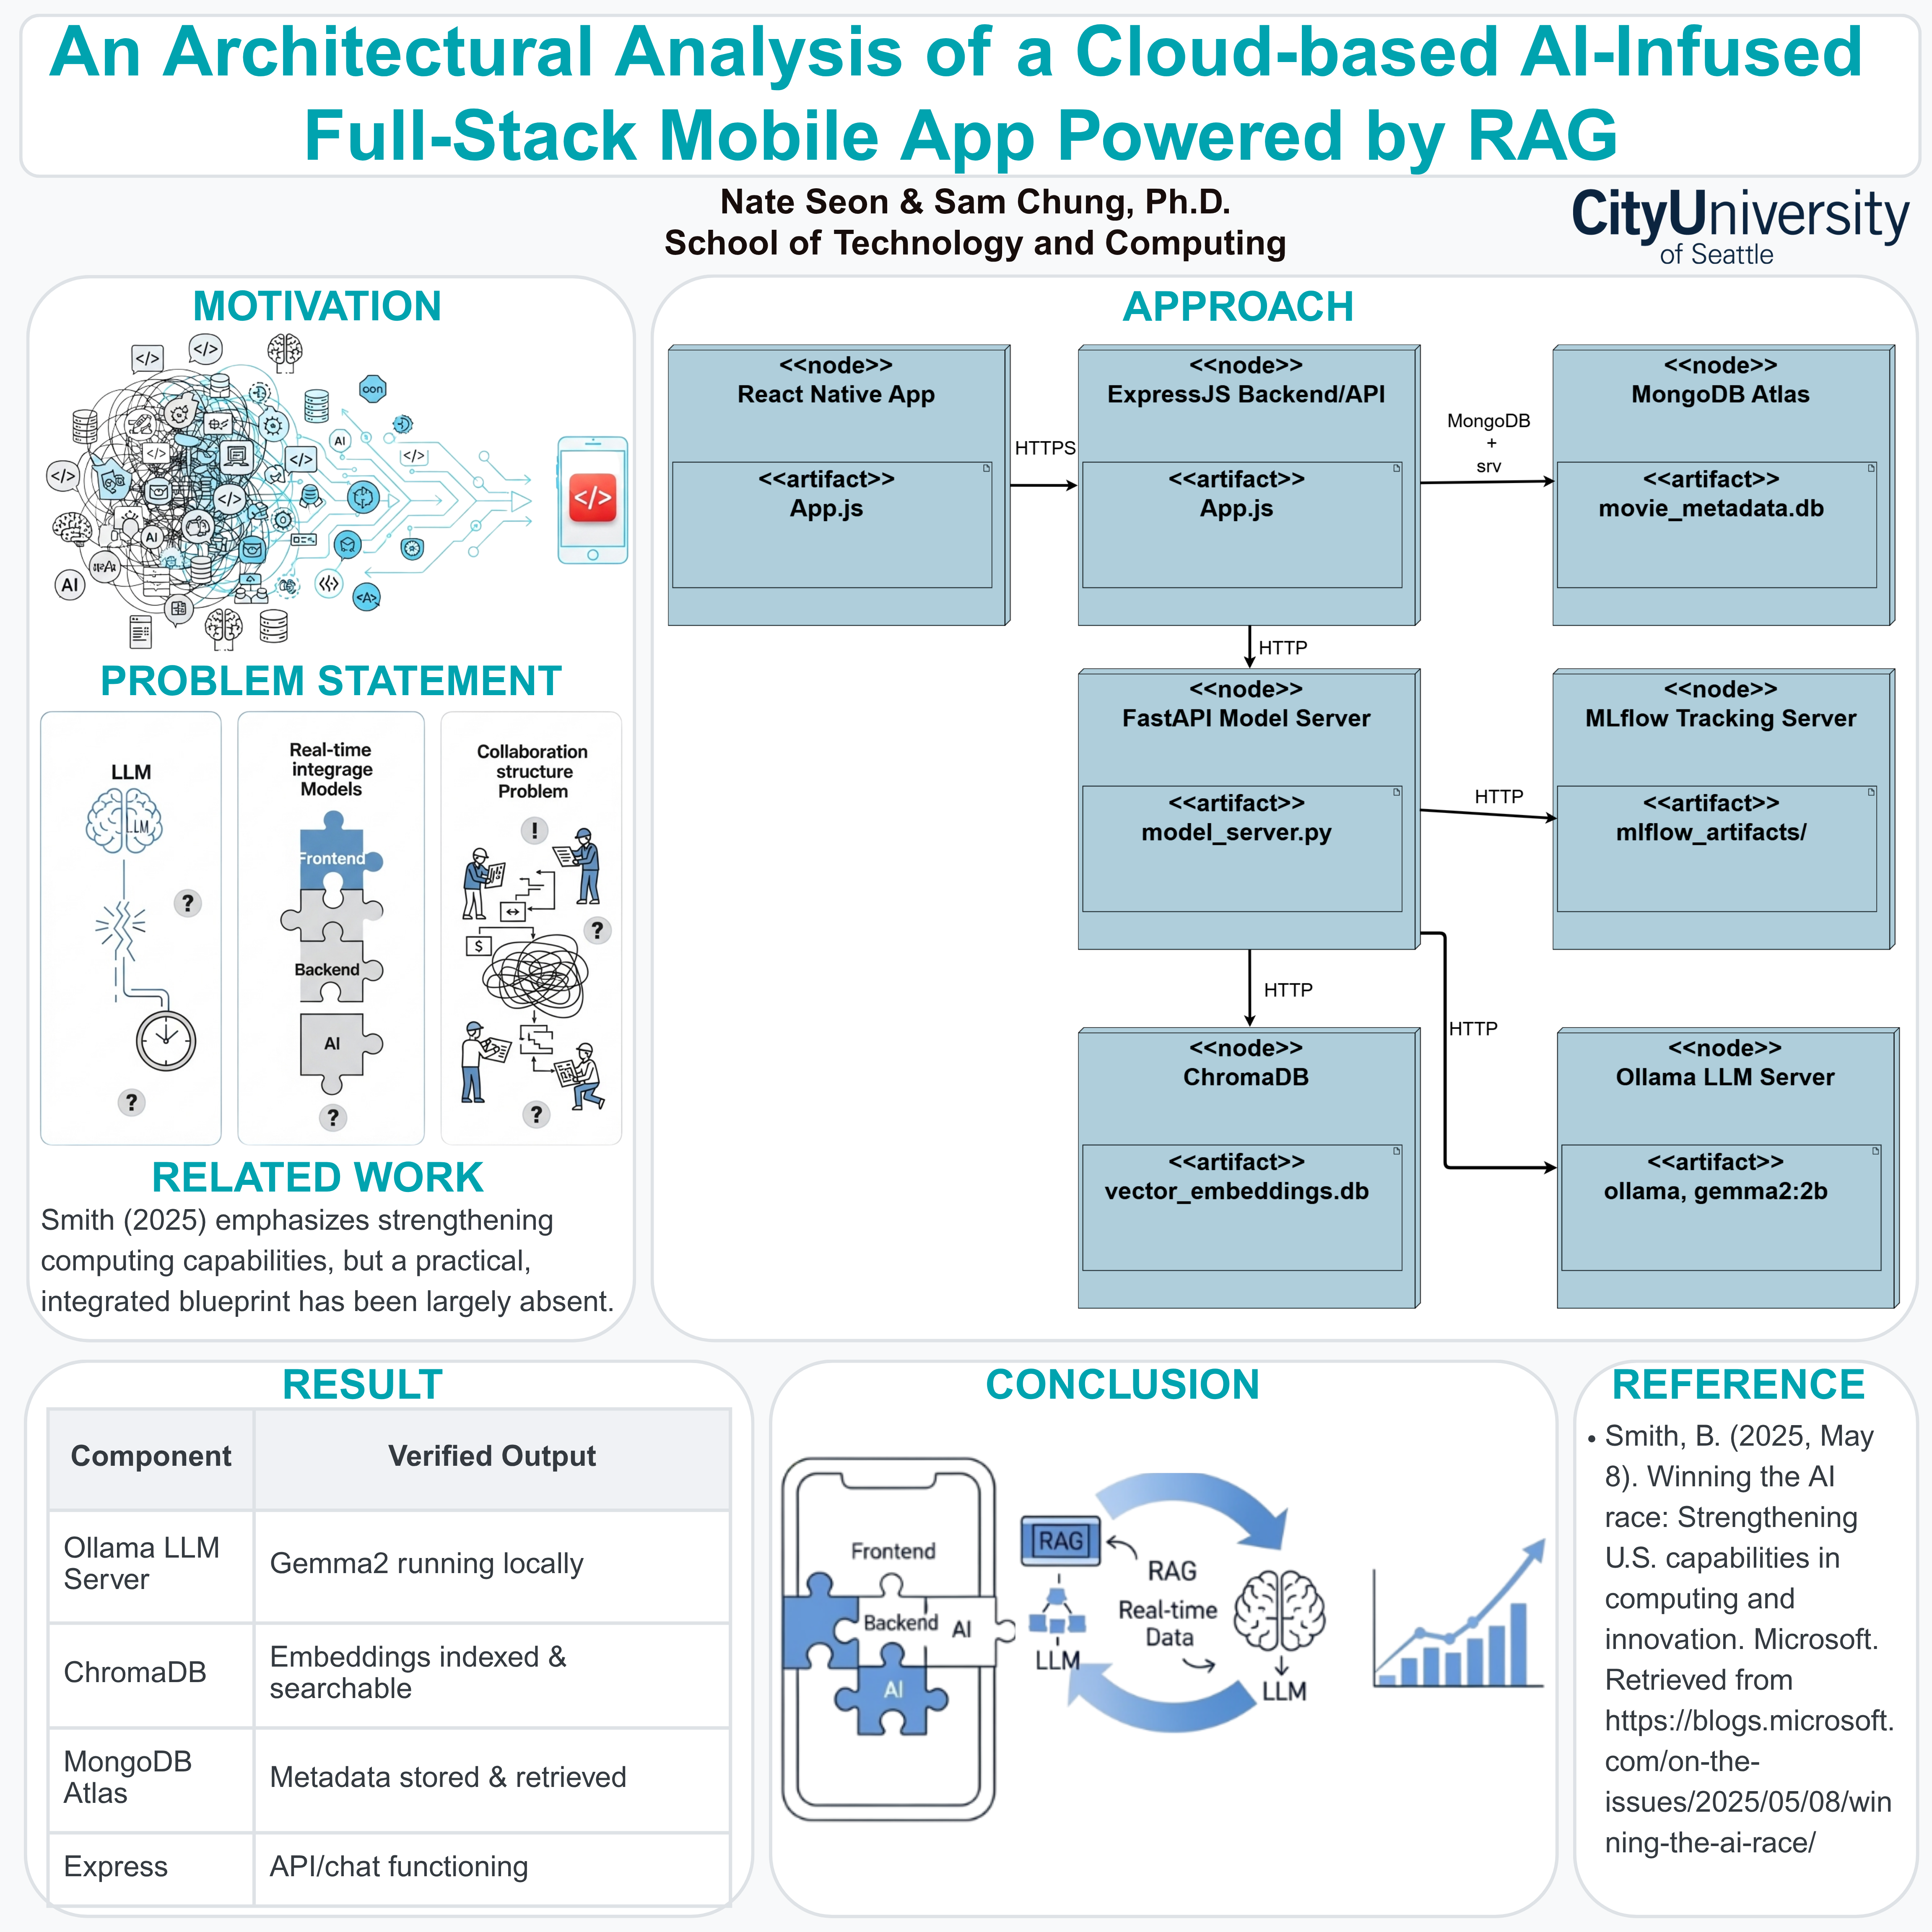 An Architectural Analysis of a Cloud-based AI-Infused
Full-Stack Mobile App Powered by RAG
Nate Seon & Sam Chung, Ph.D.
School of Technology and Computing
CityUniversity
of Seattle
MOTIVATION
</>
</>
oon
AI
</>
</>
</>
</>
</>
</>
AI
AI
<A>
</>
PROBLEM STATEMENT
LLM
LLM
?
?
Real-time
integrage
Models
Frontend
Backend
AI
?
Collaboration
structure
Problem
!
?
$
?
RELATED WORK
Smith (2025) emphasizes strengthening
computing capabilities, but a practical,
integrated blueprint has been largely absent.
APPROACH
<<node>>
React Native App
<<artifact>>
App.js
HTTPS
<<node>>
ExpressJS Backend/API
<<artifact>>
App.js
MongoDB
+
srv
<<node>>
MongoDB Atlas
<<artifact>>
movie_metadata.db
HTTP
<<node>>
FastAPI Model Server
<<artifact>>
model_server.py
HTTP
<<node>>
MLflow Tracking Server
<<artifact>>
mlflow_artifacts/
HTTP
HTTP
<<node>>
ChromaDB
<<artifact>>
vector_embeddings.db
<<node>>
Ollama LLM Server
<<artifact>>
ollama, gemma2:2b
RESULT
Component
Verified Output
Ollama LLM
Server
Gemma2 running locally
ChromaDB
Embeddings indexed &
searchable
MongoDB
Atlas
Metadata stored & retrieved
Express
API/chat functioning
CONCLUSION
Frontend
Backend
AI
AI
RAG
LLM
RAG
Real-time
Data
LLM
REFERENCE
• Smith, B. (2025, May
8). Winning the AI
race: Strengthening
U.S. capabilities in
computing and
innovation. Microsoft.
Retrieved from
https://blogs.microsoft.
com/on-the-
issues/2025/05/08/win
ning-the-ai-race/